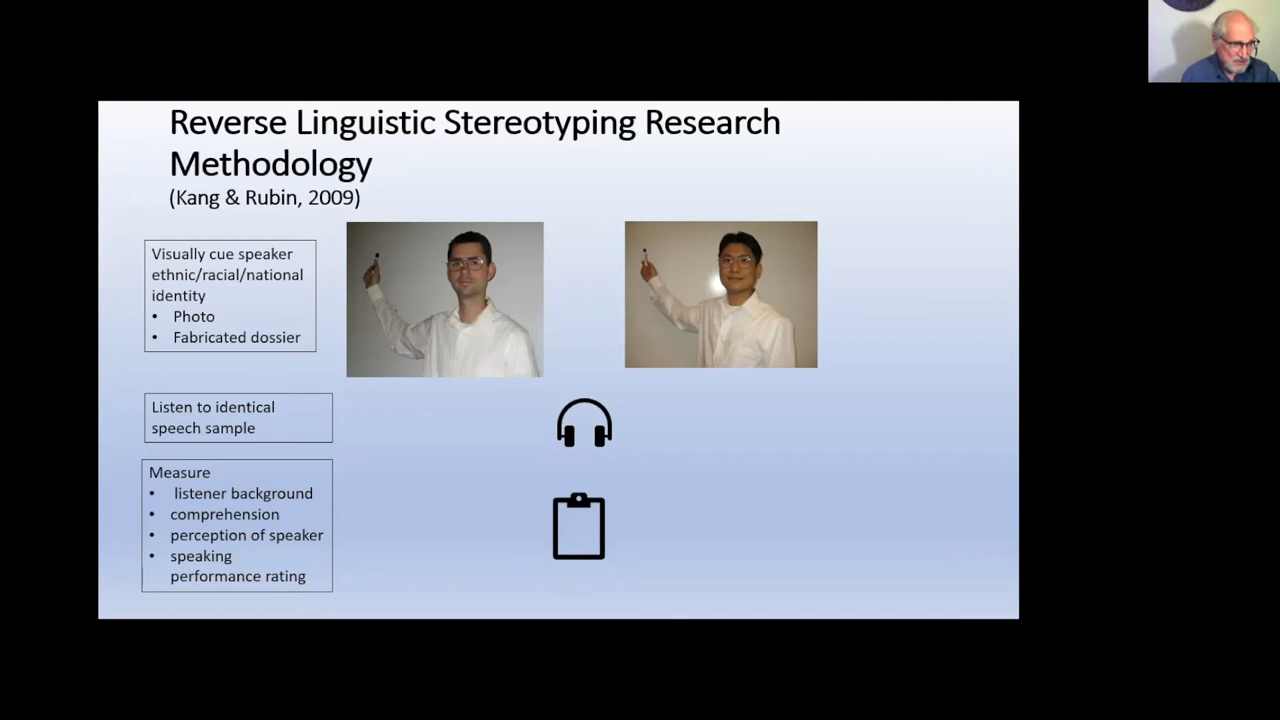 Reverse Linguistic Stereotyping Research
Methodology
(Kang & Rubin, 2009)
Visually cue speaker
ethnic/racial/national
identity
• Photo
• Fabricated dossier
Listen to identical
speech sample
Measure
• listener background
• comprehension
• perception of speaker
• speaking
performance rating